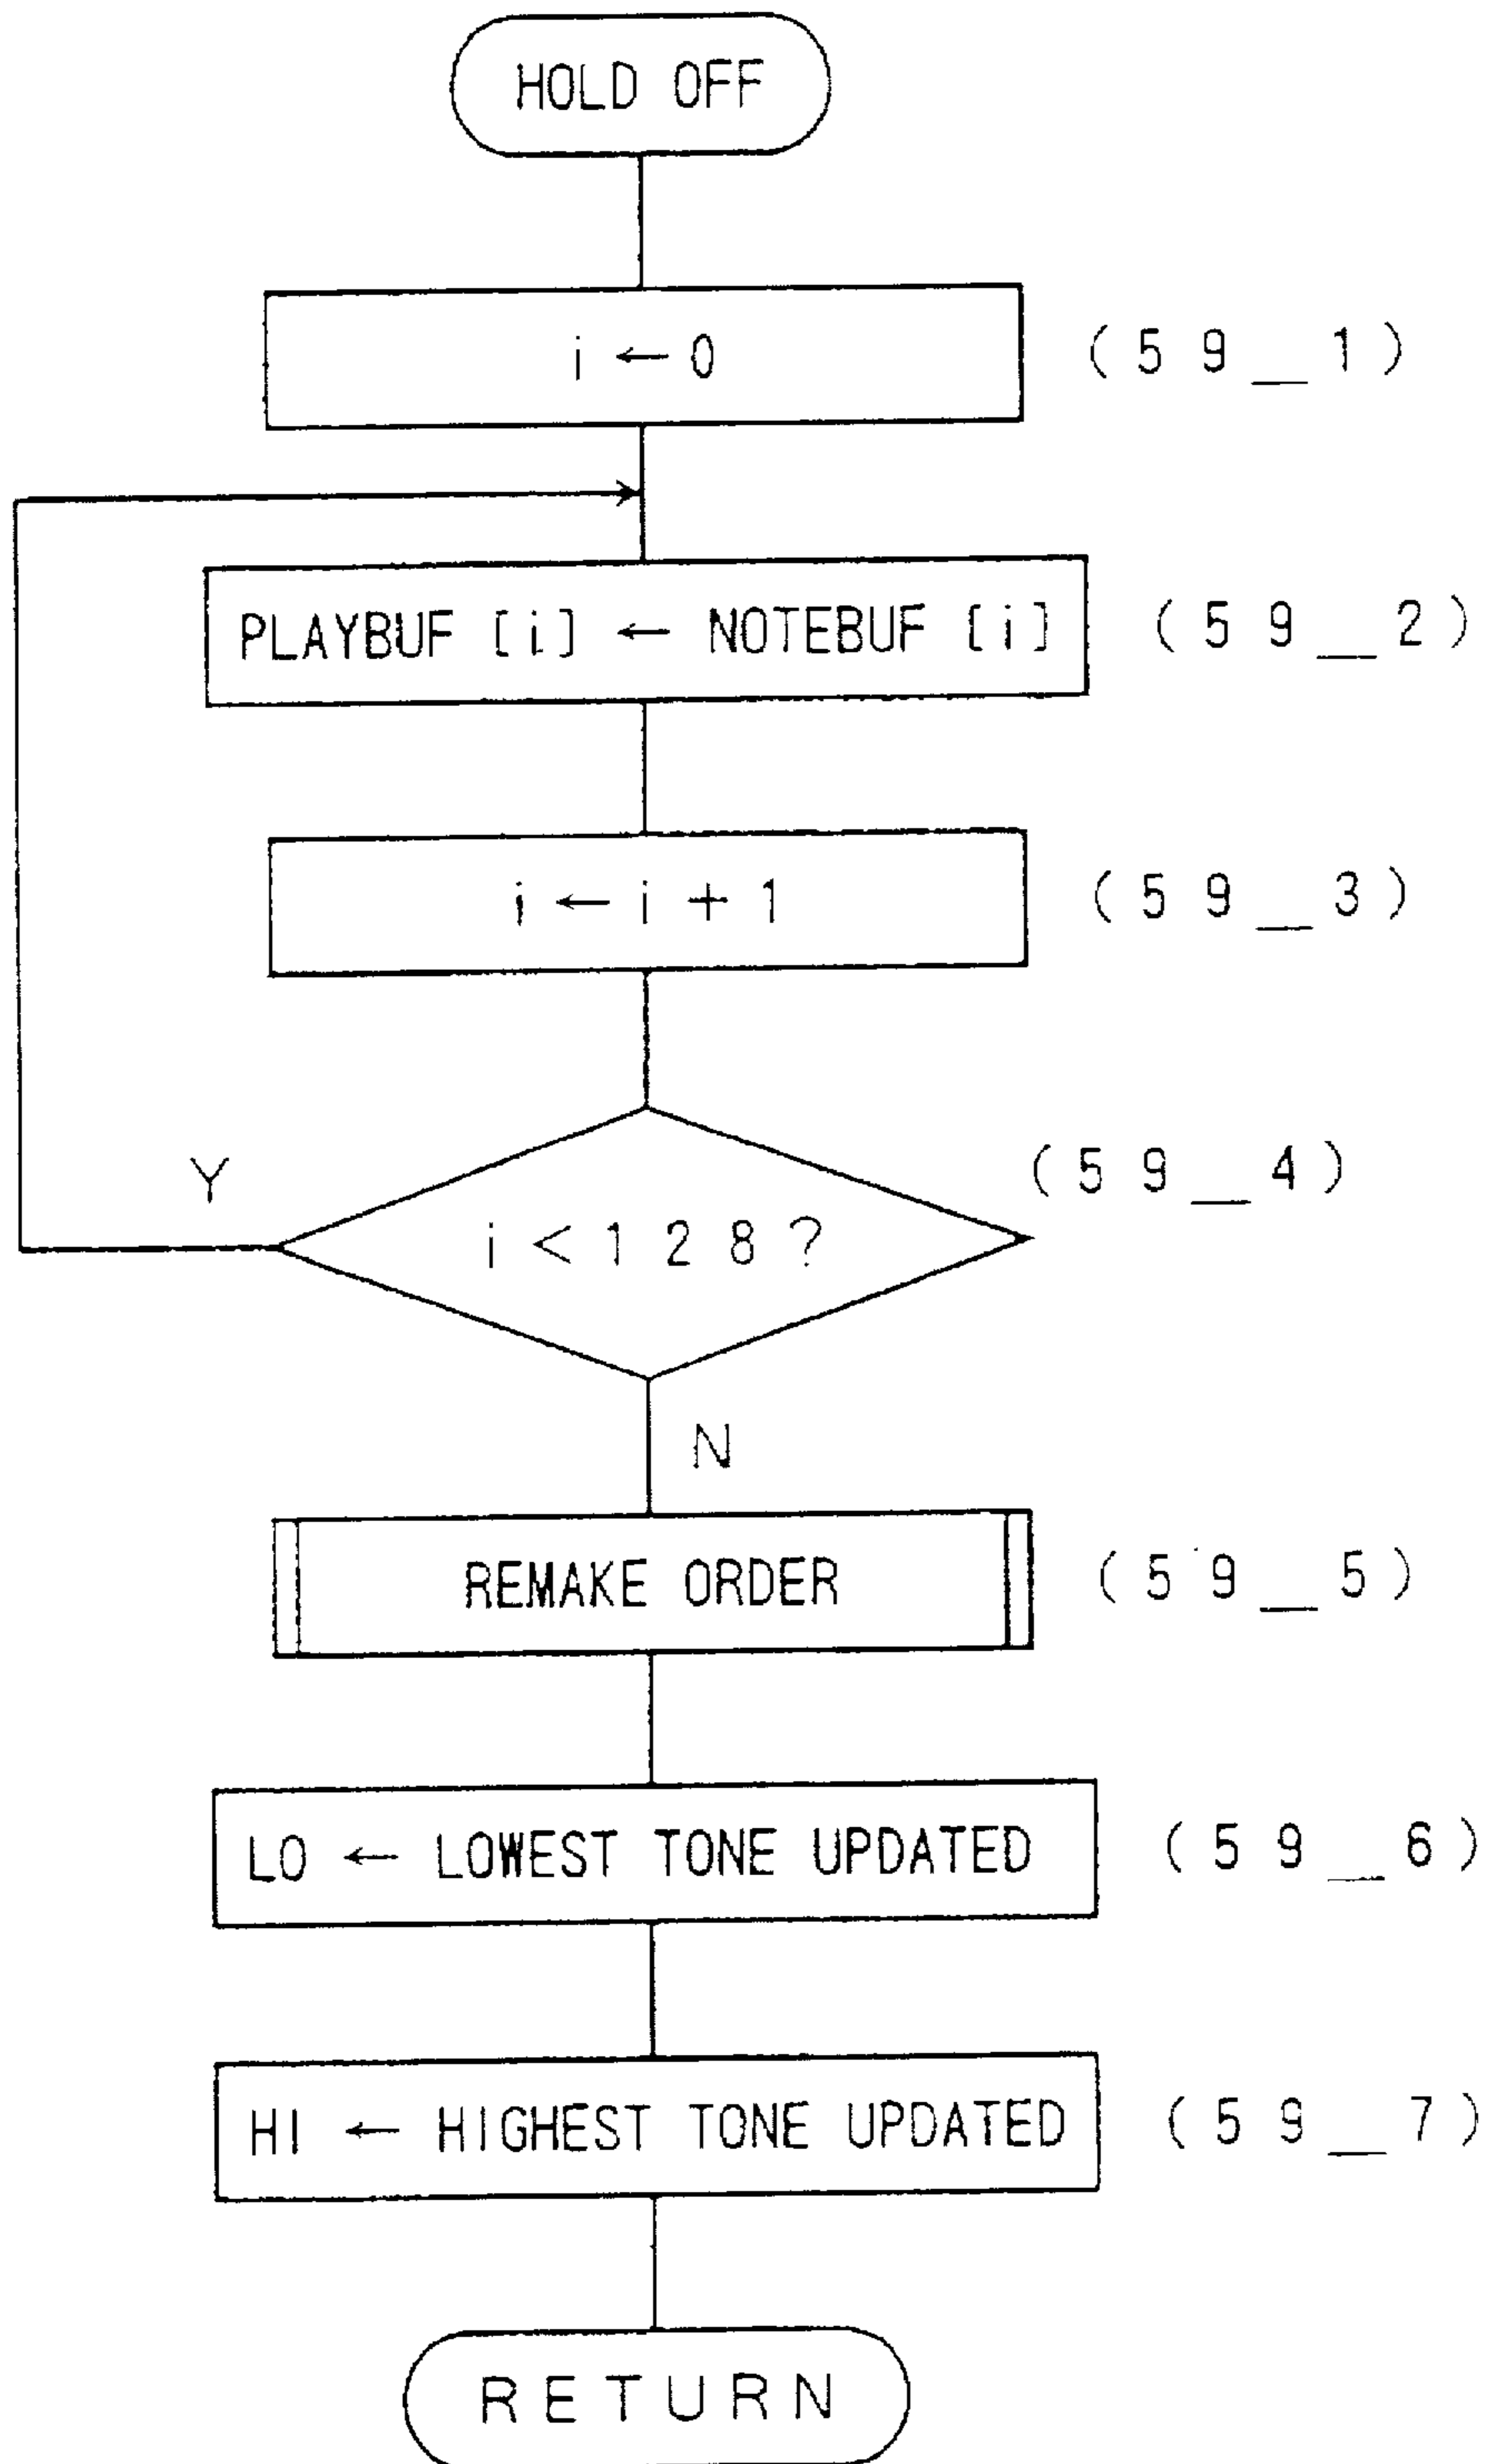 HOLD OFF
i ← 0 (59_1)
PLAYBUF [i] ← NOTEBUF [i] (59_2)
i ← i + 1 (59_3)
Y
i < 128? (59_4)
N
REMAKE ORDER (59_5)
LO ← LOWEST TONE UPDATED (59_6)
HI ← HIGHEST TONE UPDATED (59_7)
RETURN